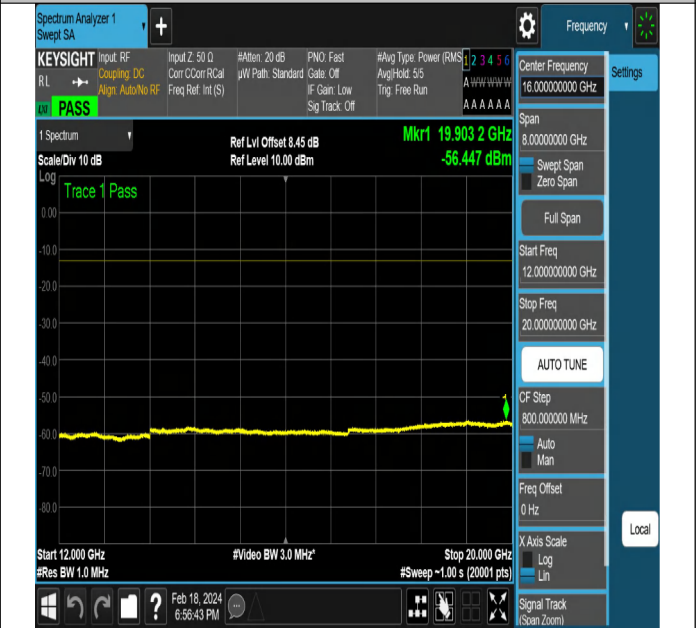 Spectrum Analyzer 1
Swept SA
+
Frequency
KEYSIGHT
RL
PASS
Input: RF
Coupling: DC
Align: Auto/No RF
Input Z: 50 Ω
Corr CCorr RCal
Freq Ref: Int (S)
#Atten: 20 dB
µW Path: Standard
PNO: Fast
Gate: Off
IF Gain: Low
Sig Track: Off
#Avg Type: Power (RMS
Avg|Hold: 5/5
Trig: Free Run
1 2 3 4 5 6
A W W W W W
A A A A A A
1 Spectrum
Scale/Div 10 dB
Ref Lvl Offset 8.45 dB
Ref Level 10.00 dBm
Mkr1 19.903 2 GHz
-56.447 dBm
Log
Trace 1 Pass
0.00
-10.0
-20.0
-30.0
-40.0
-50.0
-60.0
-70.0
-80.0
1
Start 12.000 GHz
#Res BW 1.0 MHz
#Video BW 3.0 MHz*
Stop 20.000 GHz
#Sweep ~1.00 s (20001 pts)
Center Frequency
16.000000000 GHz
Settings
Span
8.00000000 GHz
Swept Span
Zero Span
Full Span
Start Freq
12.000000000 GHz
Stop Freq
20.000000000 GHz
AUTO TUNE
CF Step
800.000000 MHz
Auto
Man
Freq Offset
0 Hz
X Axis Scale
Log
Lin
Signal Track
(Span Zoom)
Local
?
Feb 18, 2024
6:56:43 PM